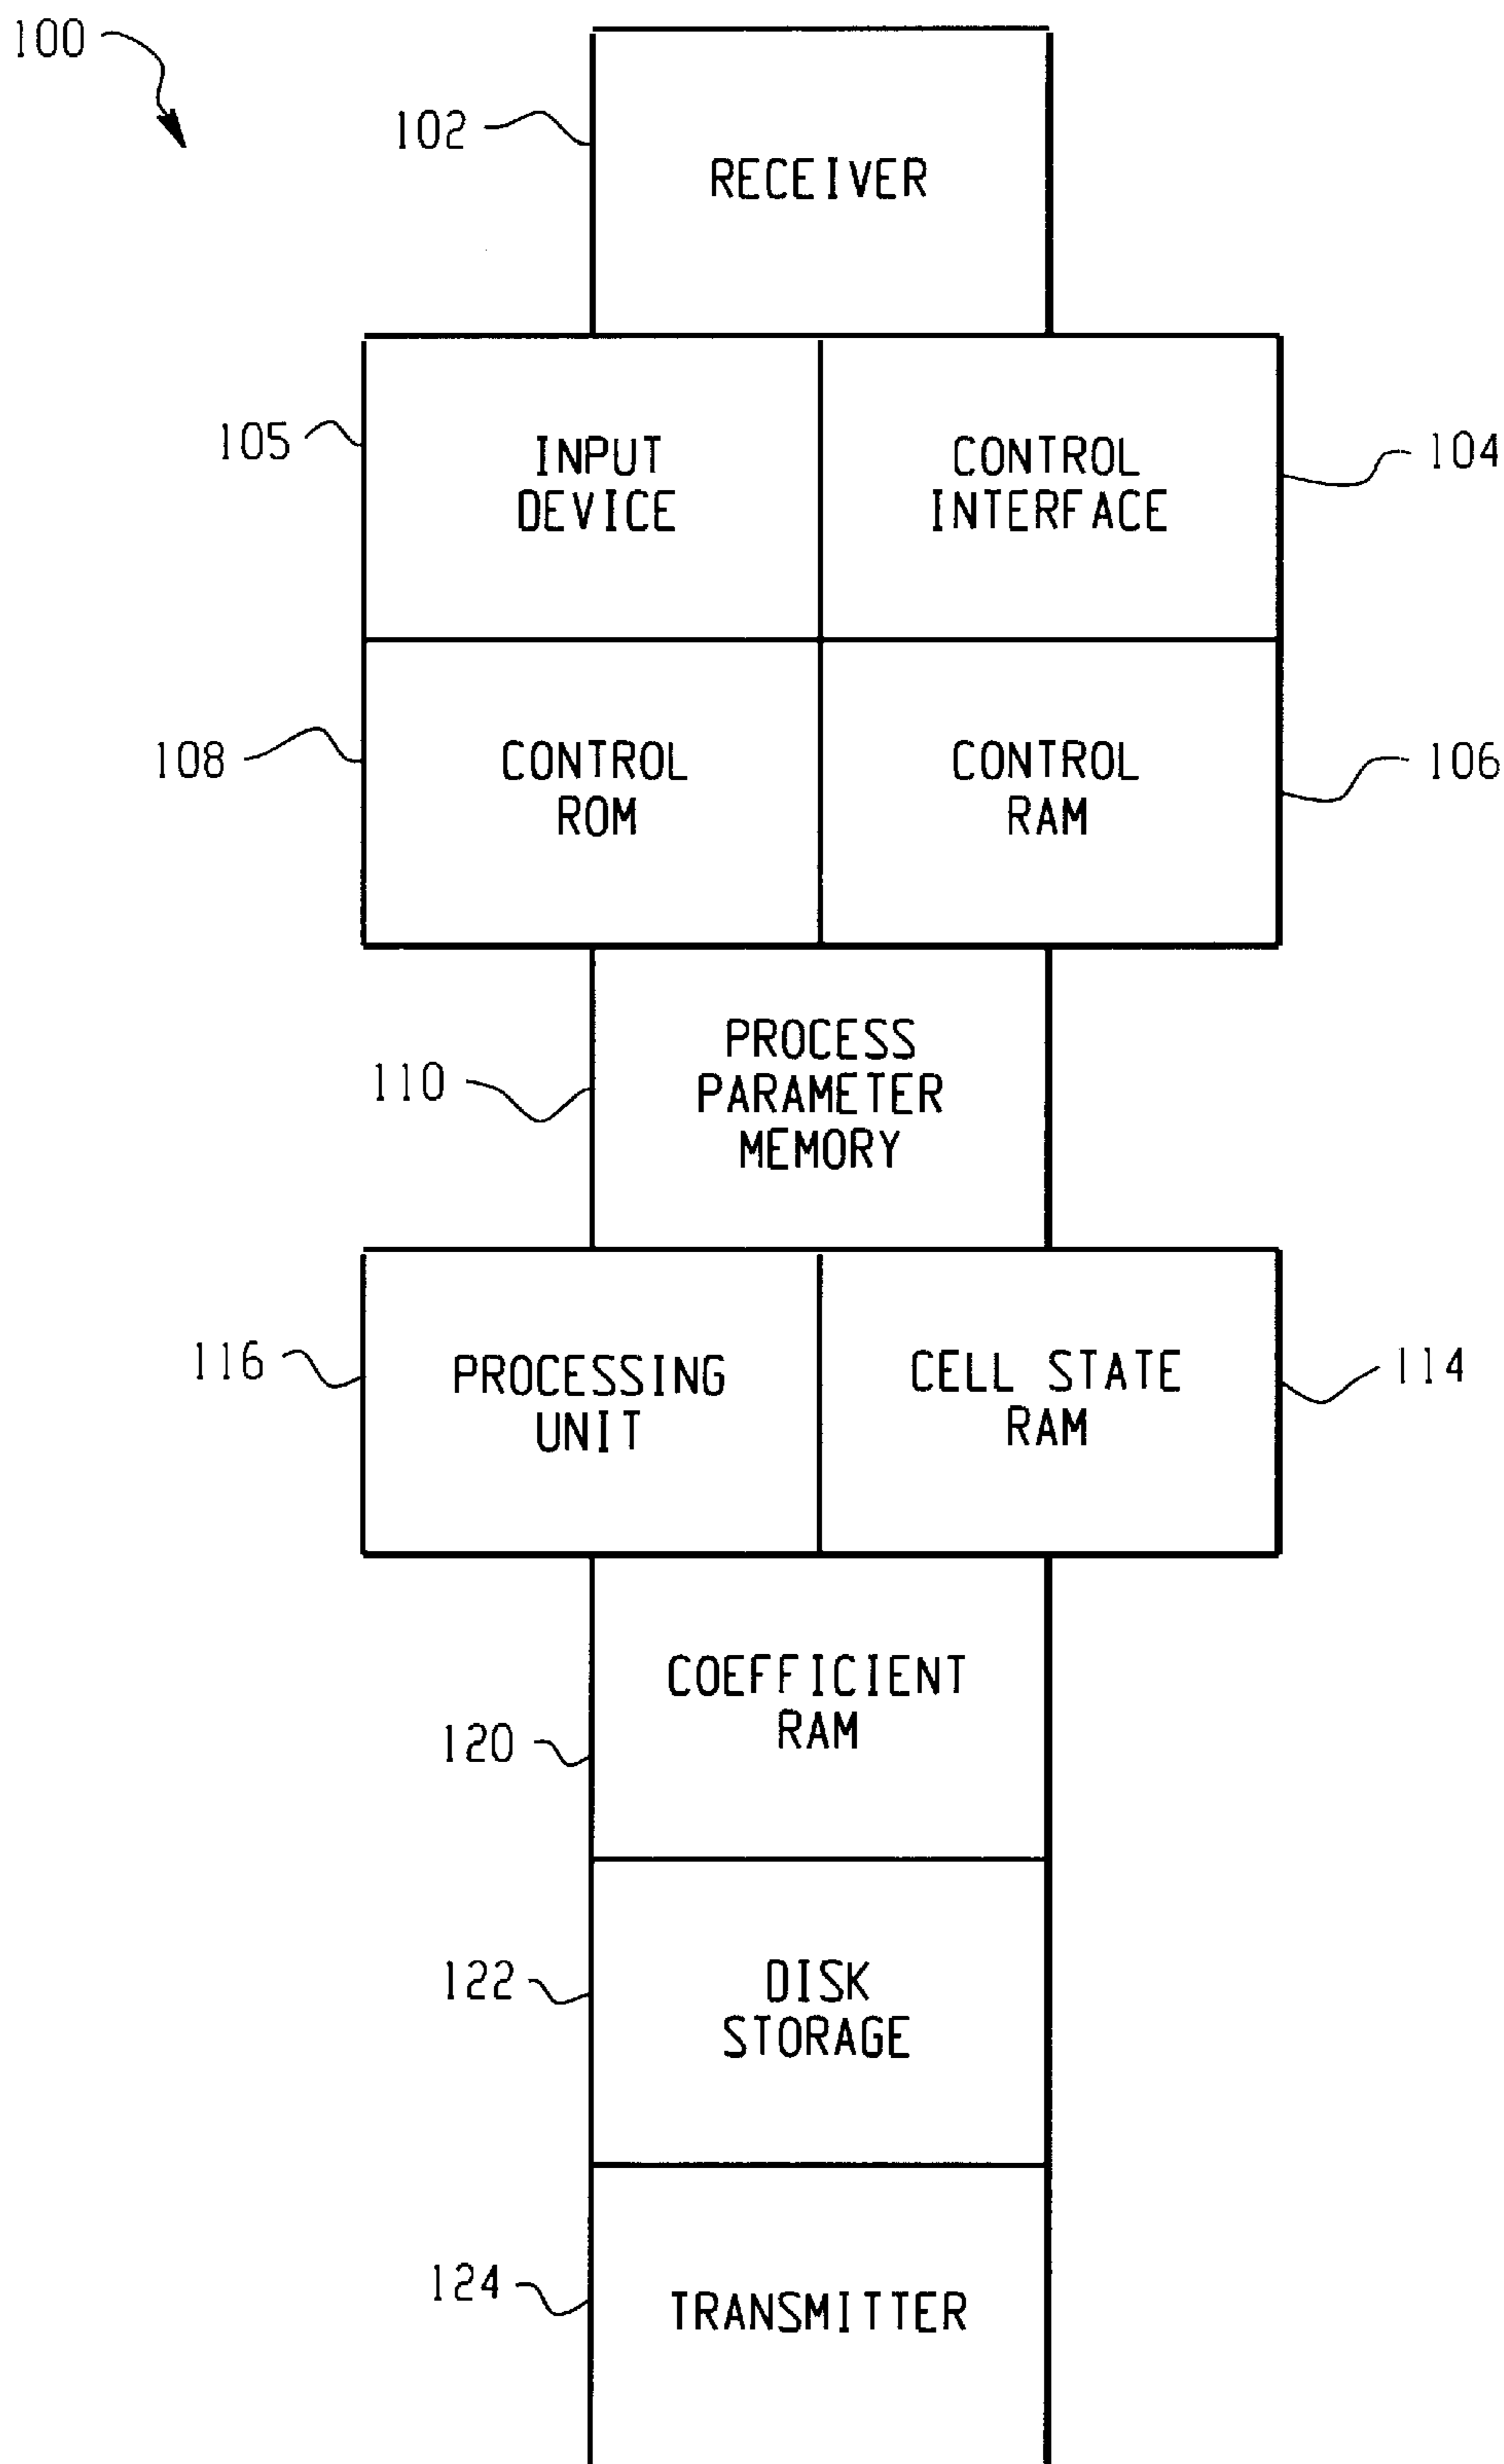 100
102
RECEIVER
105
INPUT
DEVICE
CONTROL
INTERFACE
104
108
CONTROL
ROM
CONTROL
RAM
106
110
PROCESS
PARAMETER
MEMORY
116
PROCESSING
UNIT
CELL STATE
RAM
114
COEFFICIENT
RAM
120
122
DISK
STORAGE
124
TRANSMITTER